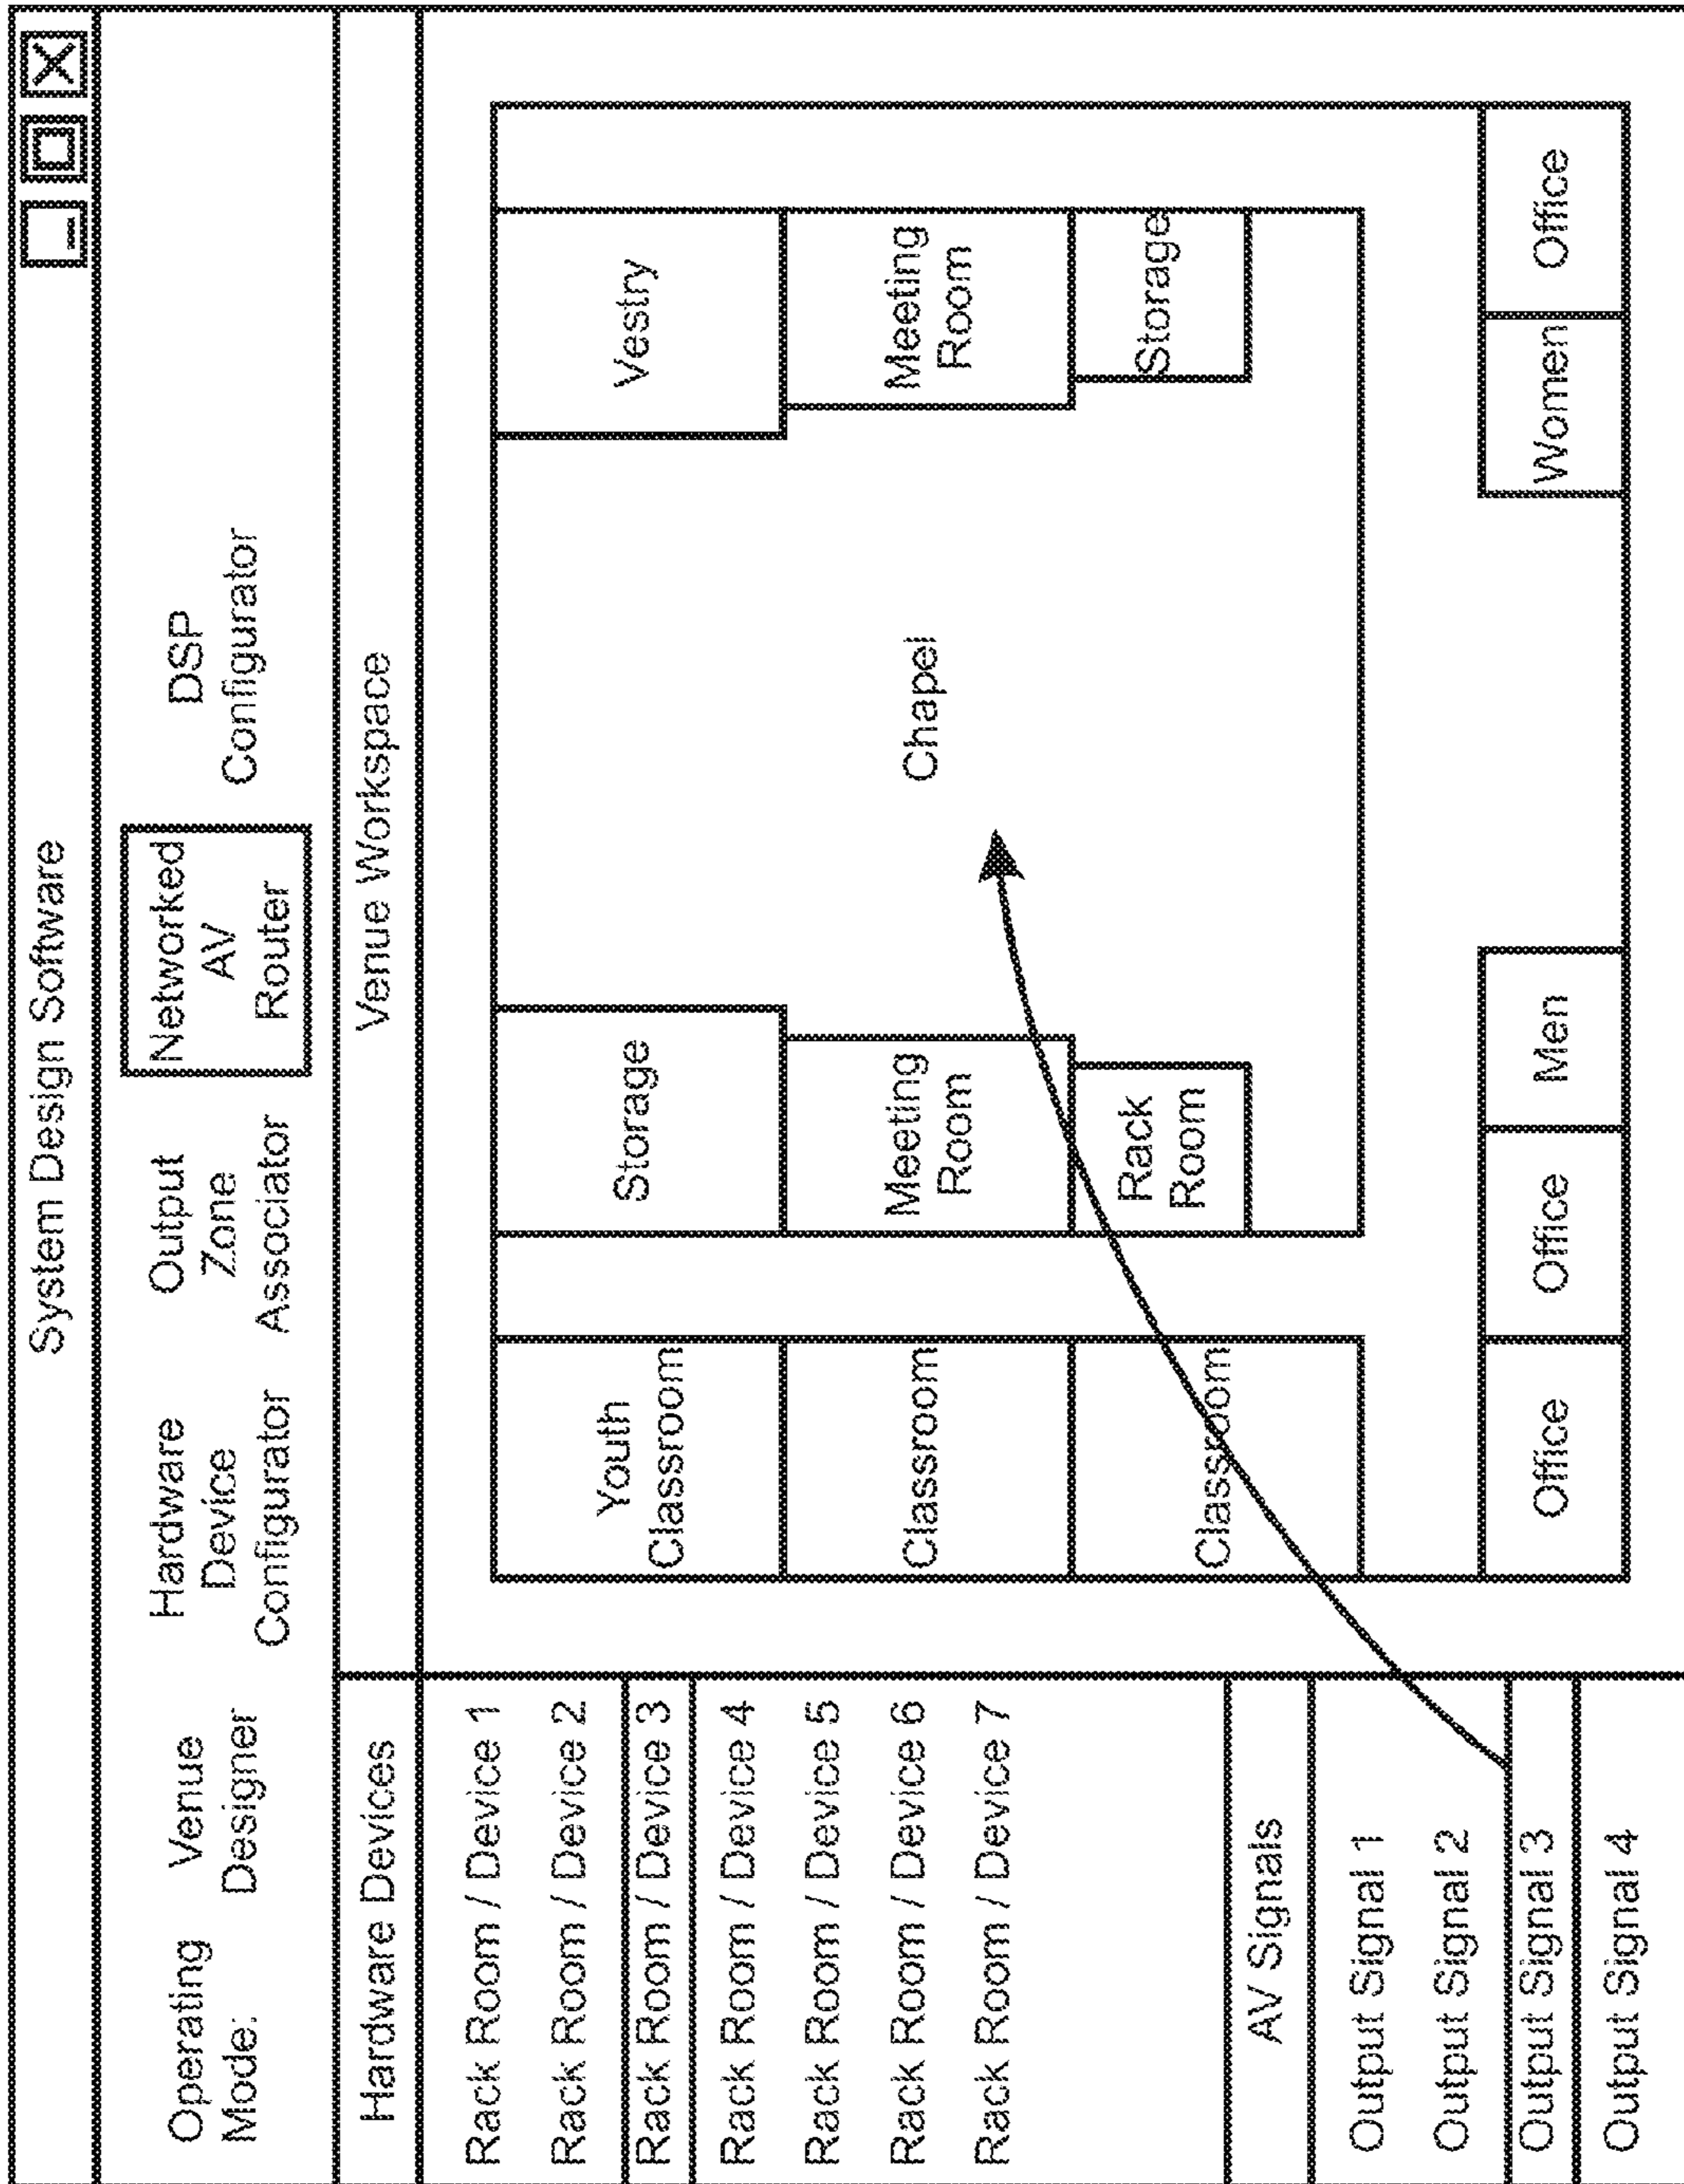 System Design Software
Operating
Mode:
Venue
Designer
Hardware
Device
Configurator
Output
Zone
Associator
Networked
AV
Router
DSP
Configurator
Hardware Devices
Venue Workspace
Rack Room / Device 1
Rack Room / Device 2
Rack Room / Device 3
Rack Room / Device 4
Rack Room / Device 5
Rack Room / Device 6
Rack Room / Device 7
AV Signals
Output Signal 1
Output Signal 2
Output Signal 3
Output Signal 4
Youth
Classroom
Storage
Vestry
Classroom
Meeting
Room
Chapel
Meeting
Room
Classroom
Rack
Room
Storage
Office
Office
Men
Women
Office